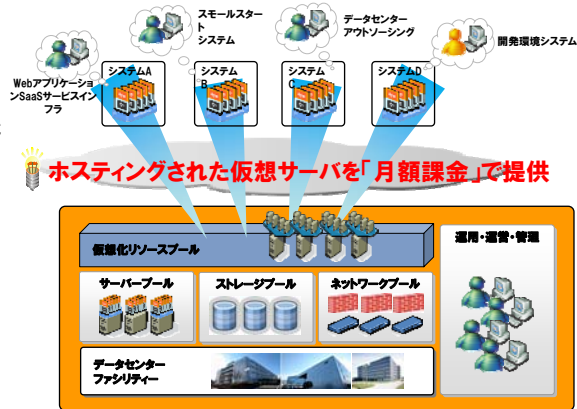 スモールスタート
システム
データセンター
アウトソーシング
開発環境システム
Webアプリケーショ
ンSaaSサービスイン
フラ
システムA
システム
B
システム
C
システムD
ホスティングされた仮想サーバを「月額課金」で提供
仮想化リソースプール
運用・運営・管理
サーバープール
ストレージプール
ネットワークプール
データセンター
ファシリティー